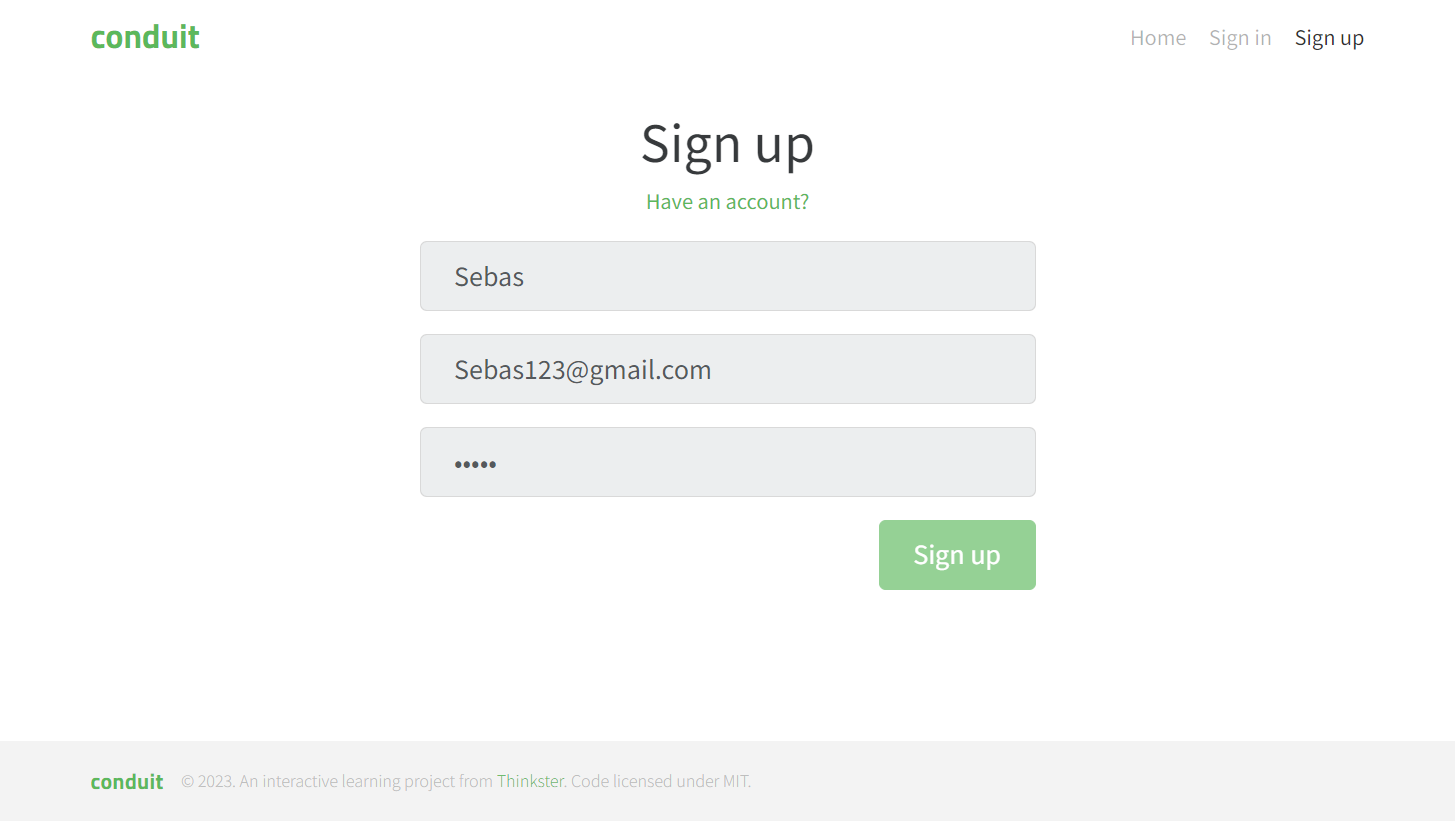 conduit
Home Sign in Sign up
Sign up
Have an account?
Sebas
Sebas123@gmail.com
•••••
Sign up
conduit © 2023. An interactive learning project from Thinkster. Code licensed under MIT.